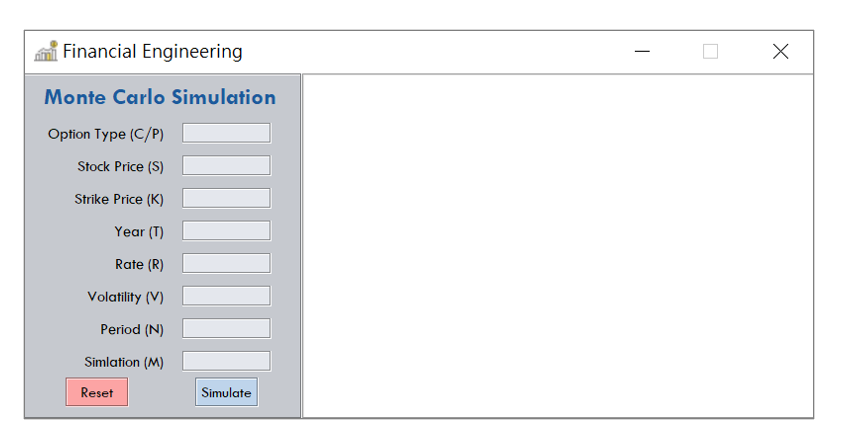 Financial Engineering
Monte Carlo Simulation
Option Type (C/P)
Stock Price (S)
Strike Price (K)
Year (T)
Rate (R)
Volatility (V)
Period (N)
Simlation (M)
Reset Simulate